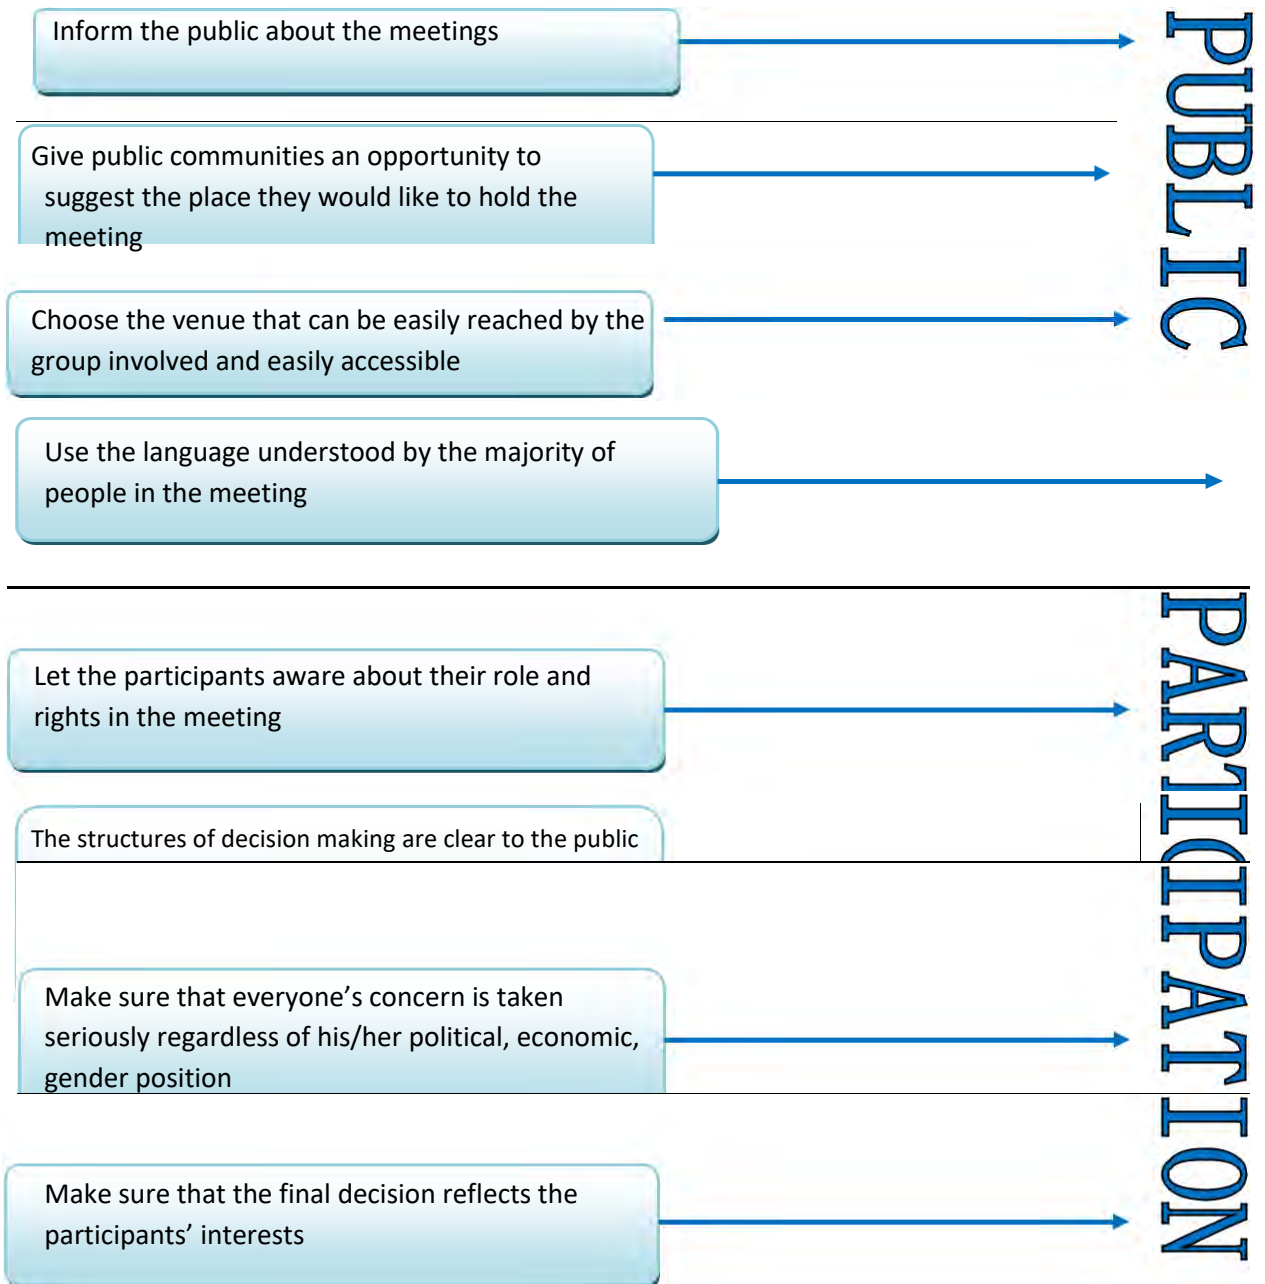 Inform the public about the meetings
Give public communities an opportunity to
suggest the place they would like to hold the
meeting
Choose the venue that can be easily reached by the
group involved and easily accessible
Use the language understood by the majority of
people in the meeting
PUBLIC
Let the participants aware about their role and
rights in the meeting
The structures of decision making are clear to the public
Make sure that everyone’s concern is taken
seriously regardless of his/her political, economic,
gender position
Make sure that the final decision reflects the
participants’ interests
PARTICIPATION